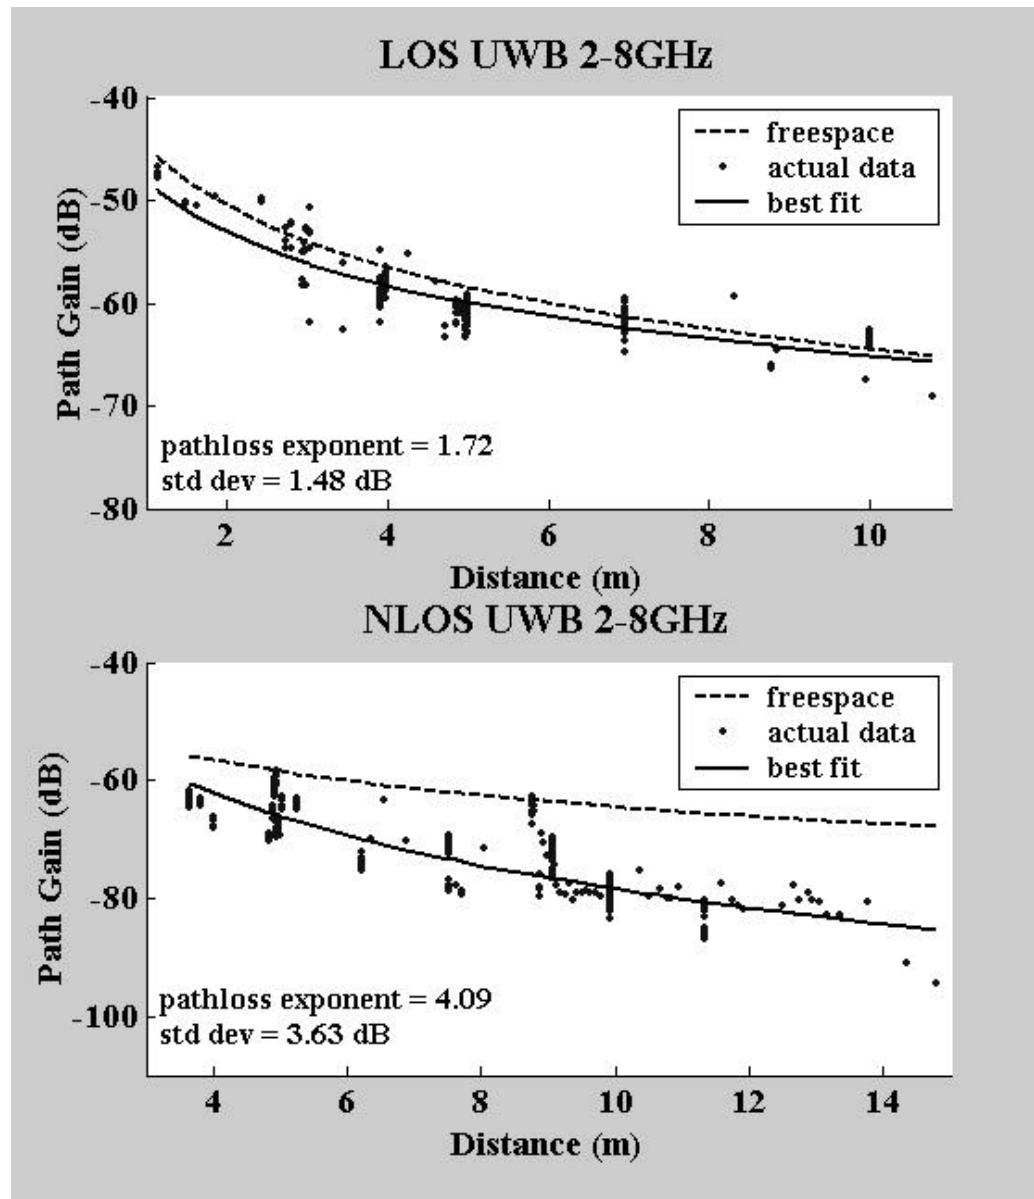 LOS UWB 2-8GHz
-40
-50
-60
-70
-80
Path Gain (dB)
freespace
actual data
best fit
pathloss exponent = 1.72
std dev = 1.48 dB
2 4 6 8 10
Distance (m)
NLOS UWB 2-8GHz
-40
-60
-80
-100
Path Gain (dB)
freespace
actual data
best fit
pathloss exponent = 4.09
std dev = 3.63 dB
4 6 8 10 12 14
Distance (m)